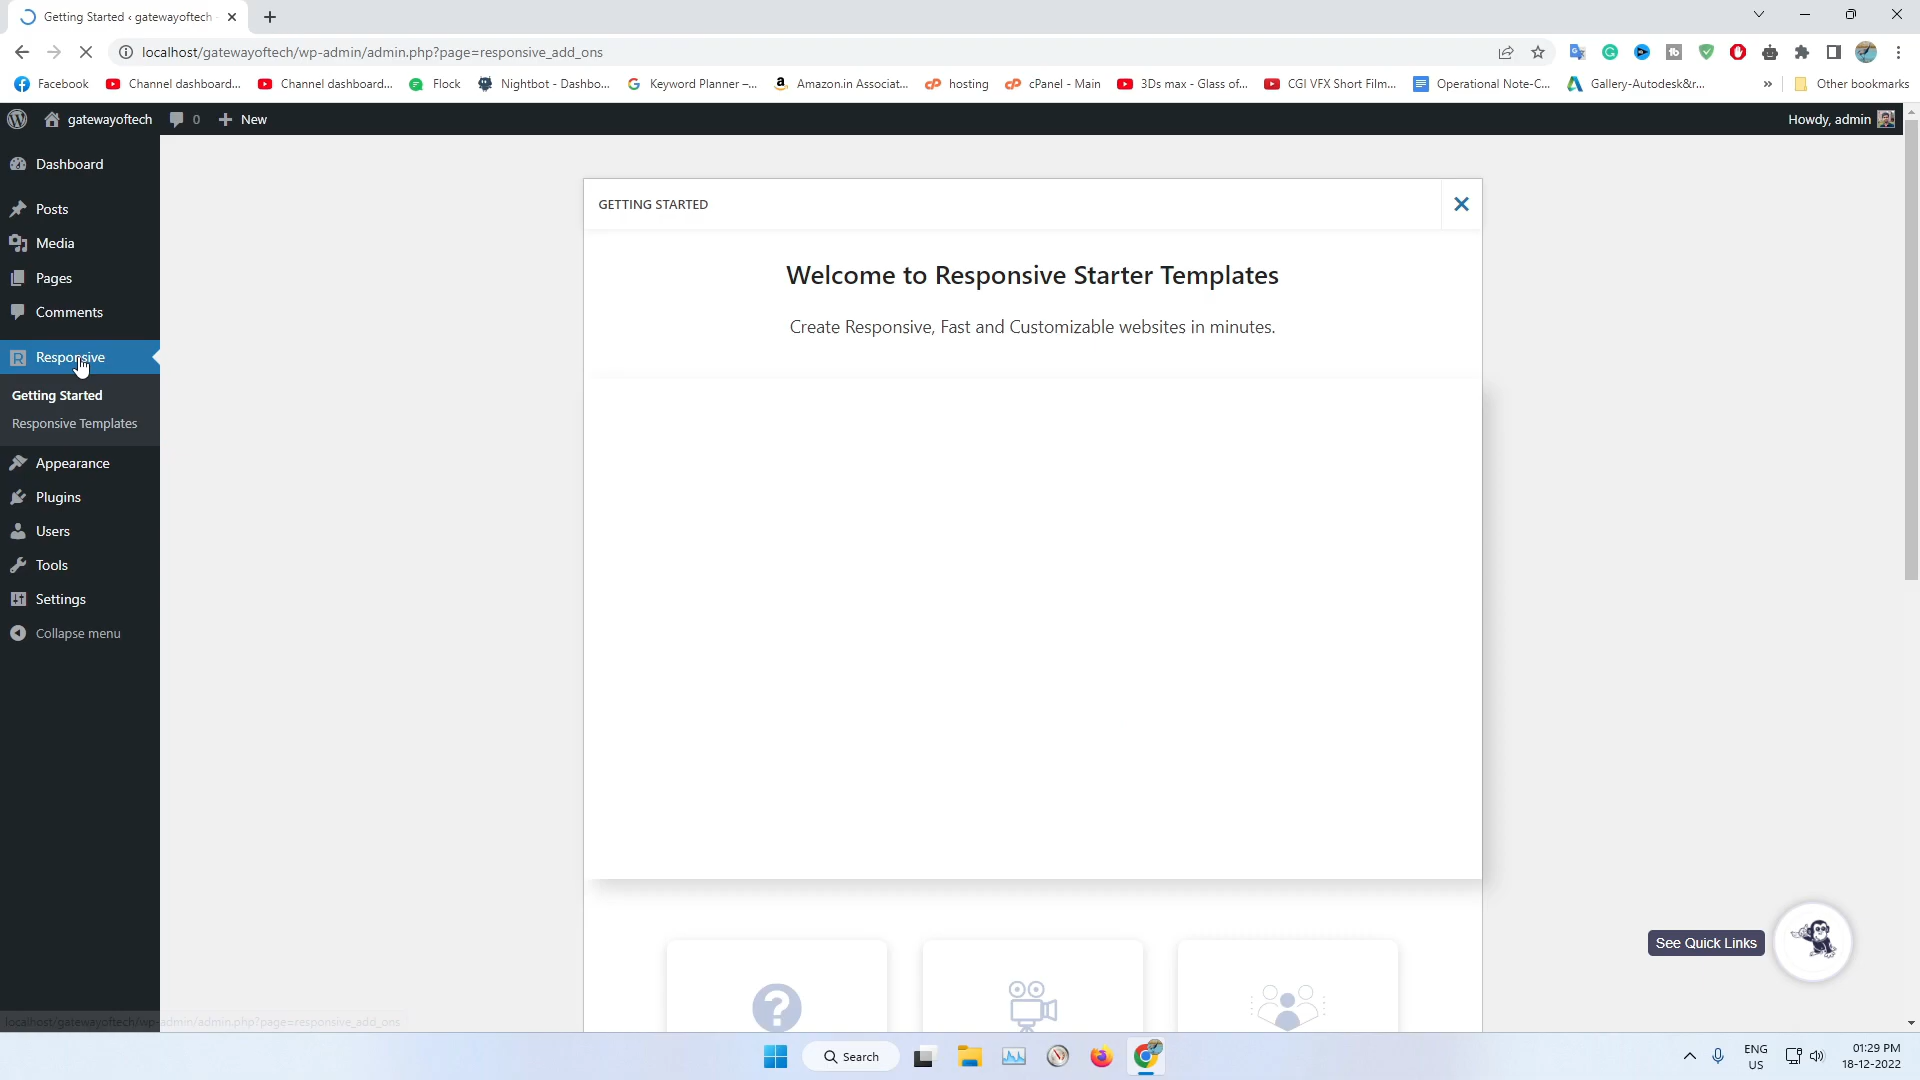 Getting Started ‹ gatewayoftech
localhost/gatewayoftech/wp-admin/admin.php?page=responsive_add_ons
Facebook
Channel dashboard...
Channel dashboard...
Flock
Nightbot - Dashbo...
Keyword Planner –...
Amazon.in Associat...
hosting
cPanel - Main
3Ds max - Glass of...
CGI VFX Short Film...
Operational Note-C...
Gallery-Autodesk&r...
»
Other bookmarks
gatewayoftech
0
New
Howdy, admin
Dashboard
Posts
Media
Pages
Comments
Responsive
Getting Started
Responsive Templates
Appearance
Plugins
Users
Tools
Settings
Collapse menu
GETTING STARTED
Welcome to Responsive Starter Templates
Create Responsive, Fast and Customizable websites in minutes.
See Quick Links
localhost/gatewayoftech/wp-admin/admin.php?page=responsive_add_ons
Search
ENG
US
01:29 PM
18-12-2022